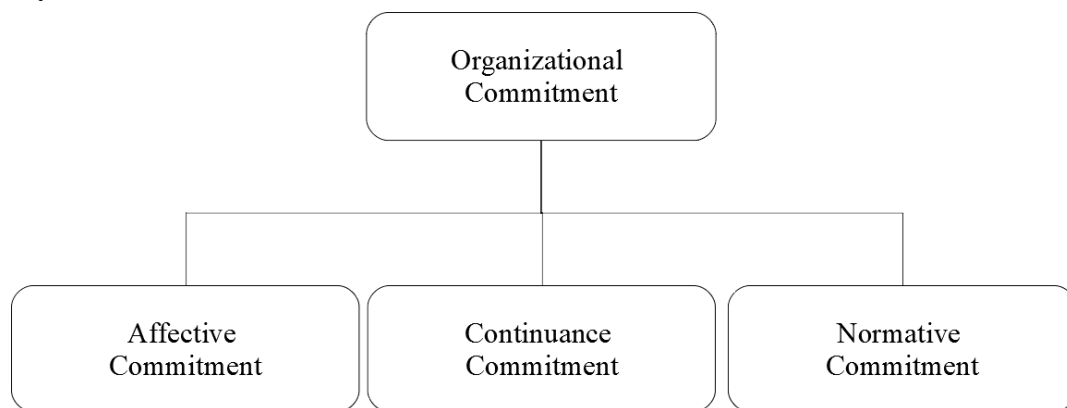 Organizational
Commitment
Affective
Commitment
Continuance
Commitment
Normative
Commitment